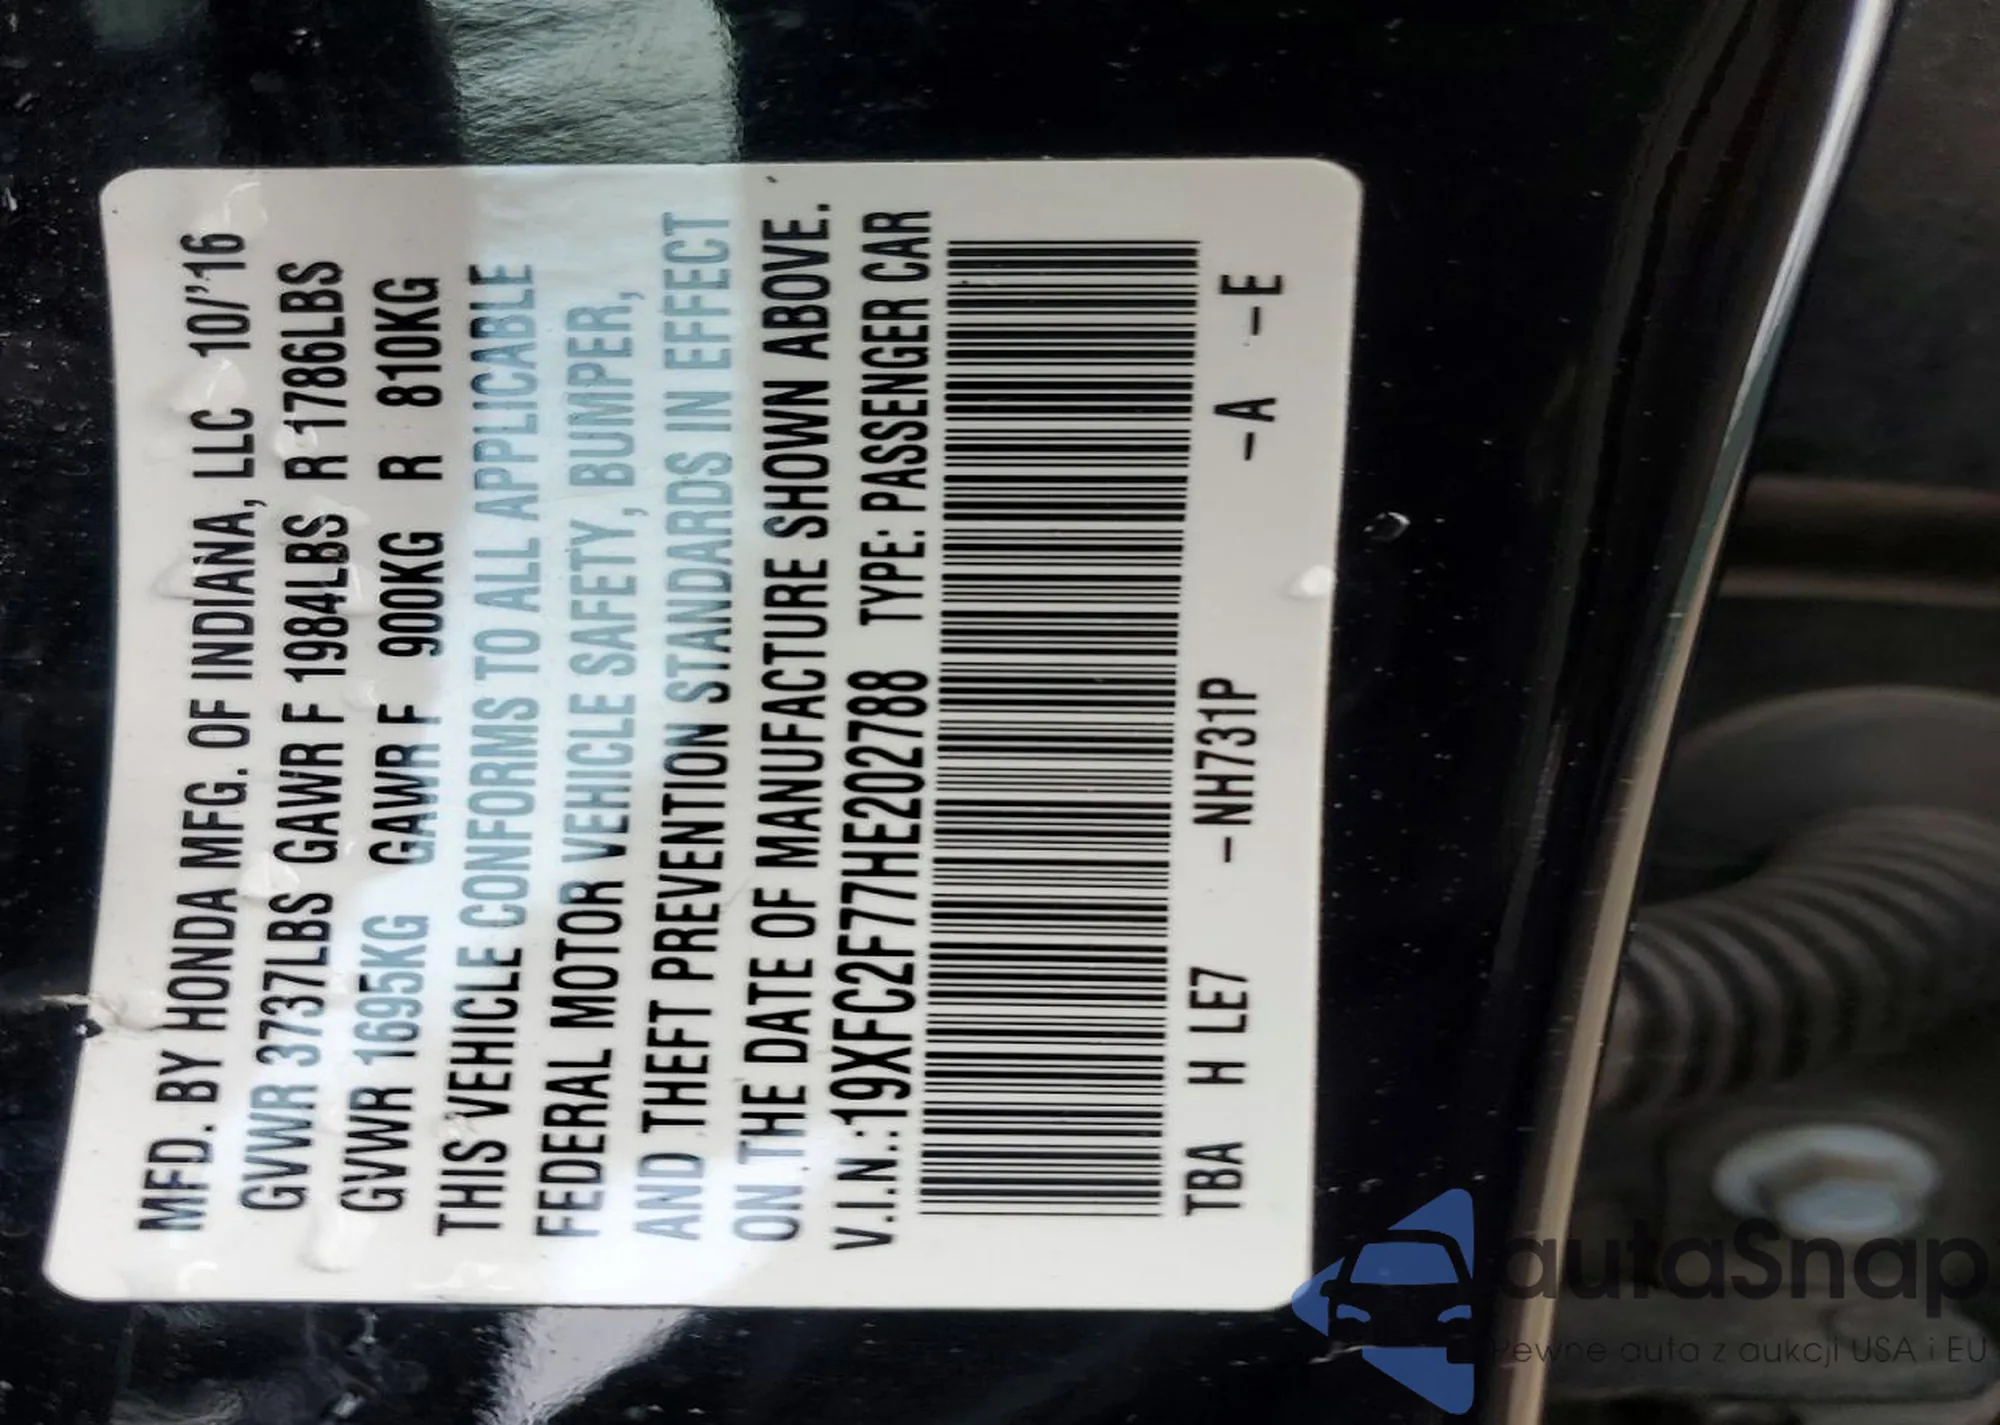 MFD. BY HONDA MFG. OF INDIANA, LLC 10/'16
GVWR 3737LBS GAWR F 1984LBS R 1786LBS
GVWR 1695KG GAWR F 900KG R 810KG
THIS VEHICLE CONFORMS TO ALL APPLICABLE
FEDERAL MOTOR VEHICLE SAFETY, BUMPER,
AND THEFT PREVENTION STANDARDS IN EFFECT
ON THE DATE OF MANUFACTURE SHOWN ABOVE.
V.I.N.:19XFC2F77HE202788 TYPE: PASSENGER CAR
TBA H LE7 –NH731P –A –E
autaSnap
Pewne auta z aukcji USA i EU